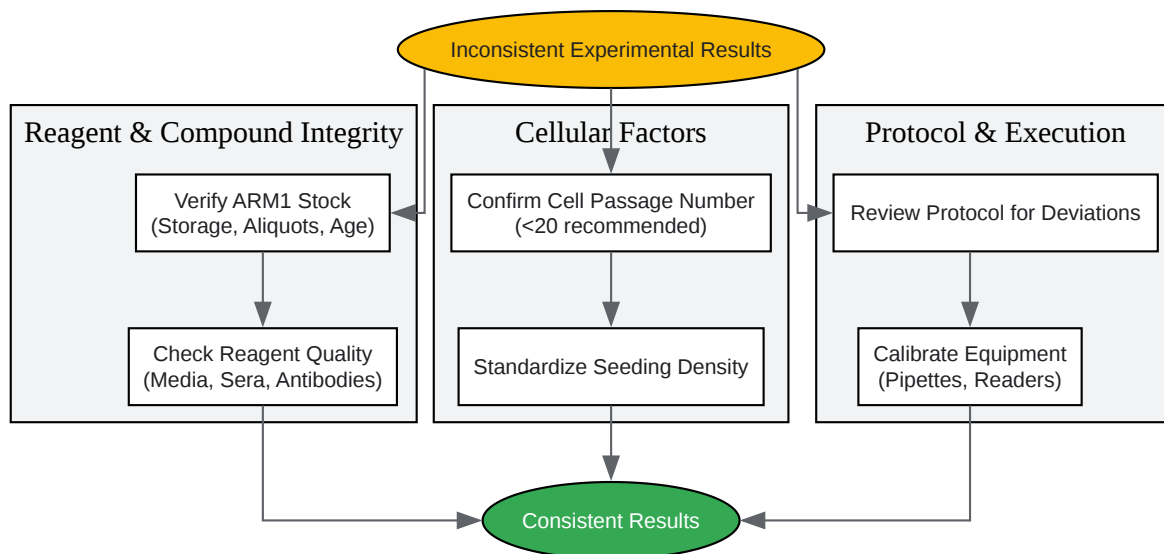 Inconsistent Experimental Results
Reagent & Compound Integrity
Verify ARM1 Stock
(Storage, Aliquots, Age)
Check Reagent Quality
(Media, Sera, Antibodies)
Cellular Factors
Confirm Cell Passage Number
(<20 recommended)
Standardize Seeding Density
Protocol & Execution
Review Protocol for Deviations
Calibrate Equipment
(Pipettes, Readers)
Consistent Results